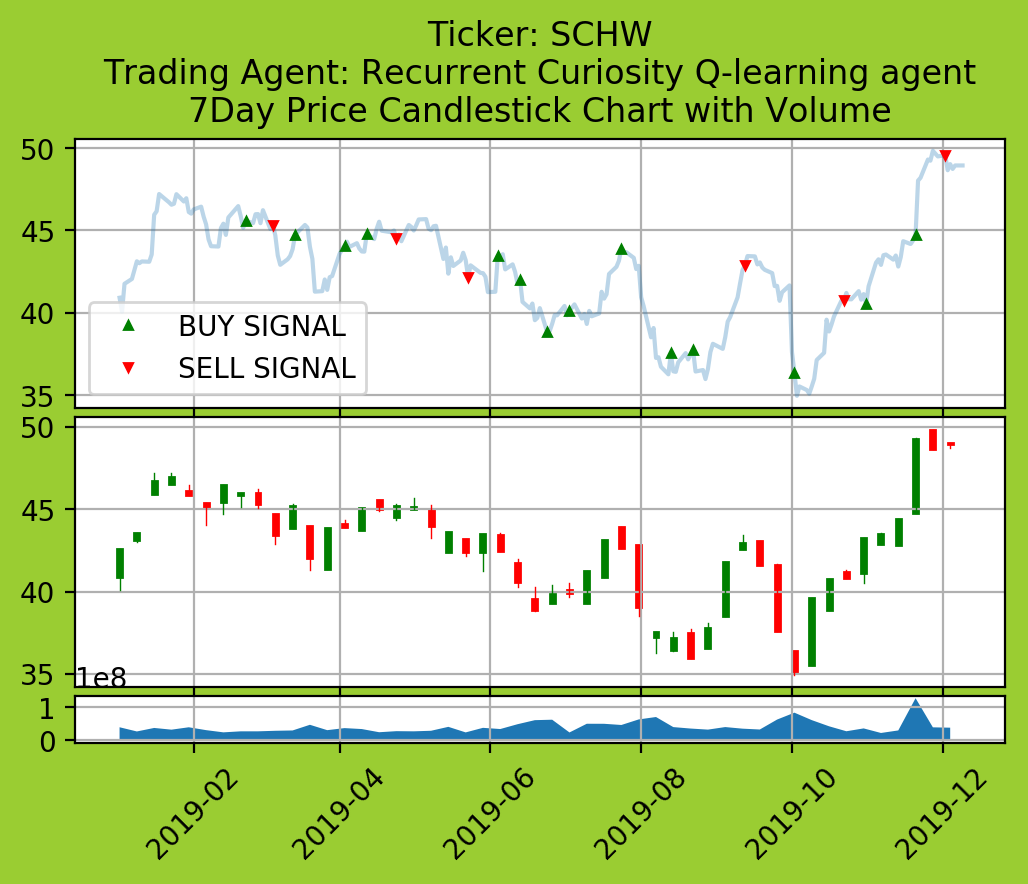 Ticker: SCHW
Trading Agent: Recurrent Curiosity Q-learning agent
7Day Price Candlestick Chart with Volume
50
45
40
35
BUY SIGNAL
SELL SIGNAL
50
45
40
35
1e8
1
0
2019-02
2019-04
2019-06
2019-08
2019-10
2019-12